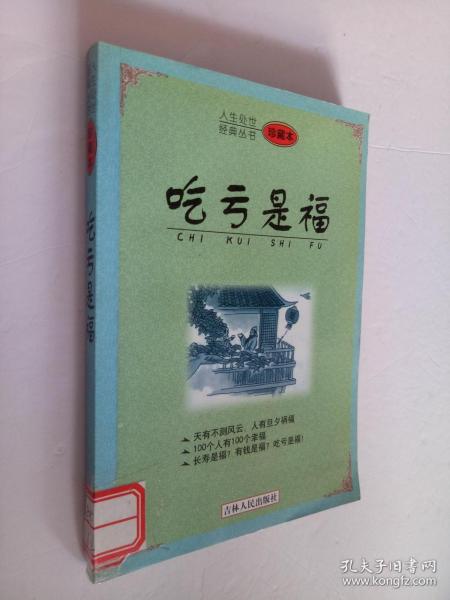 人生处世
经典丛书
珍藏本
吃亏是福
CHI KUI SHI FU
天有不测风云，人有旦夕祸福
100个人有100个幸福
长寿是福？有钱是福？吃亏是福！
吉林人民出版社
吃亏是福
孔夫子旧书网
www.kongfz.com